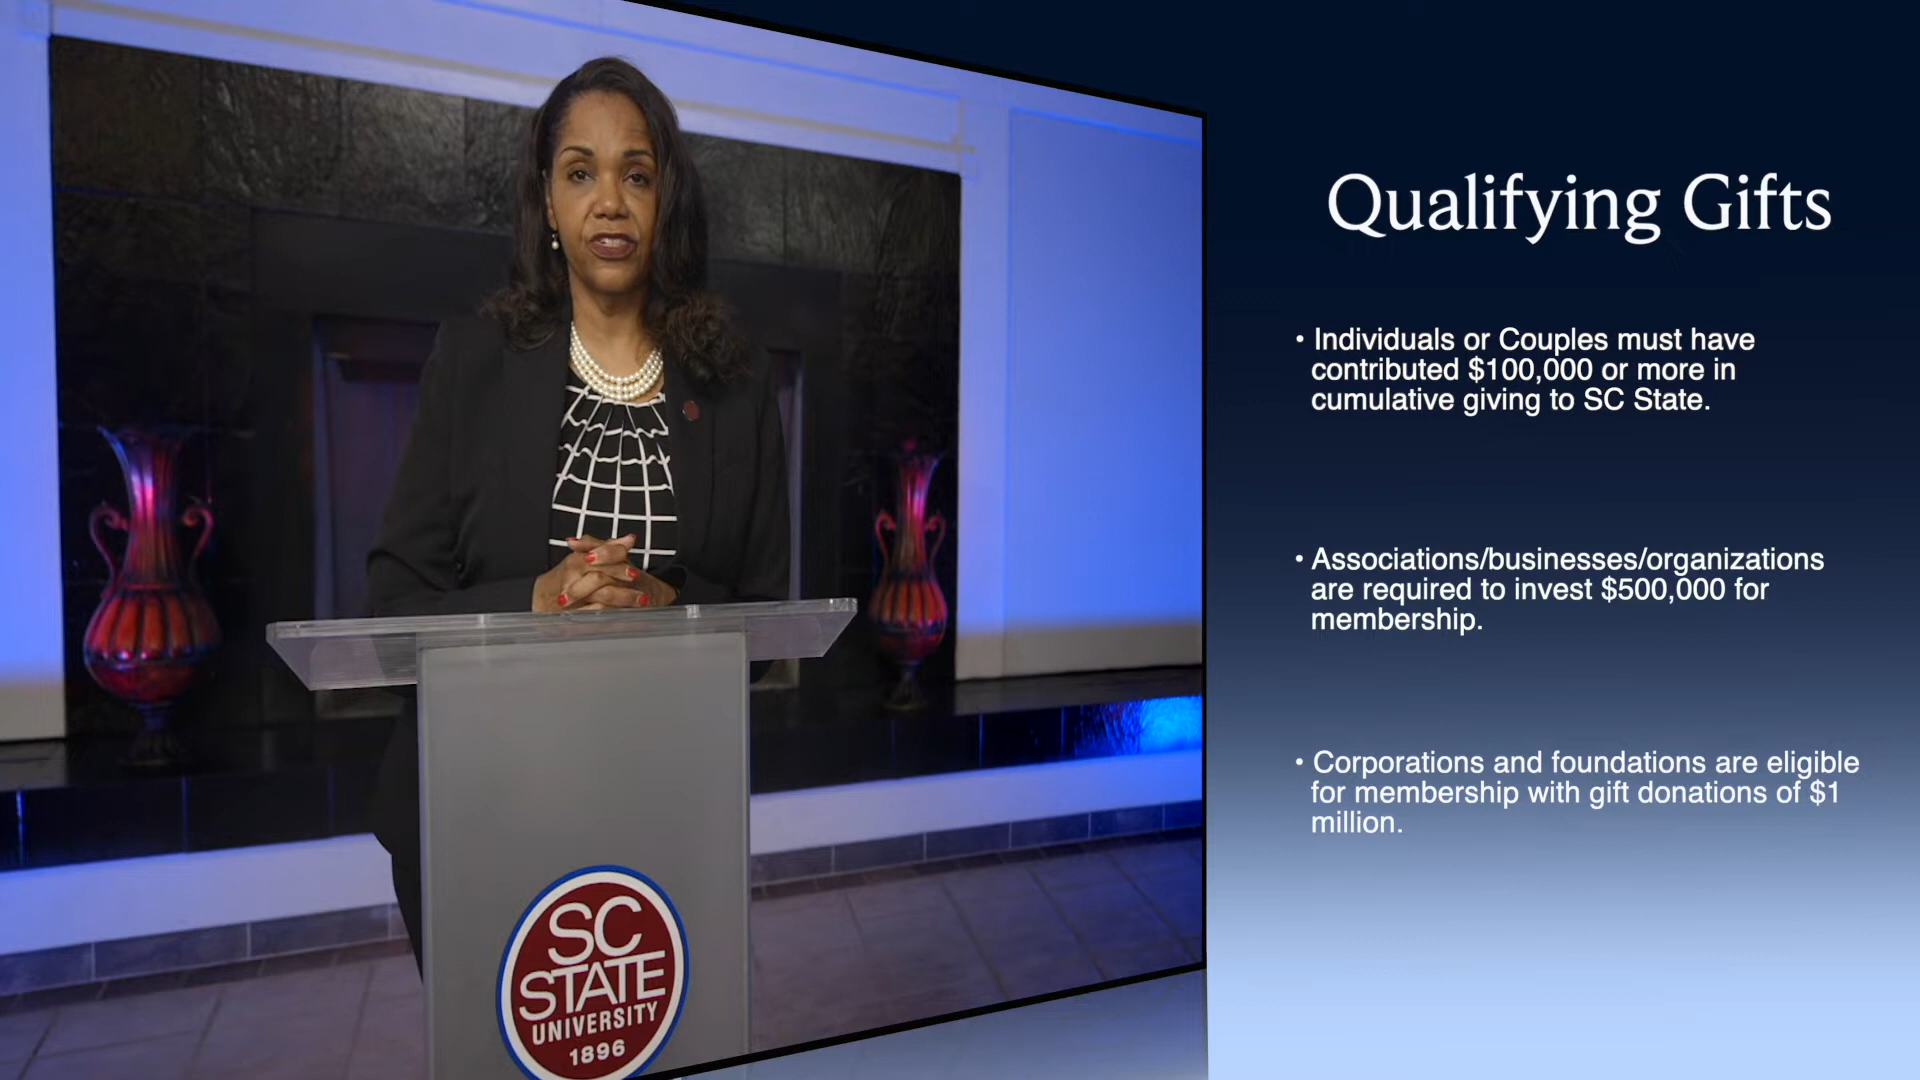 Qualifying Gifts
• Individuals or Couples must have
contributed $100,000 or more in
cumulative giving to SC State.
• Associations/businesses/organizations
are required to invest $500,000 for
membership.
• Corporations and foundations are eligible
for membership with gift donations of $1
million.
SC
STATE
UNIVERSITY
1896